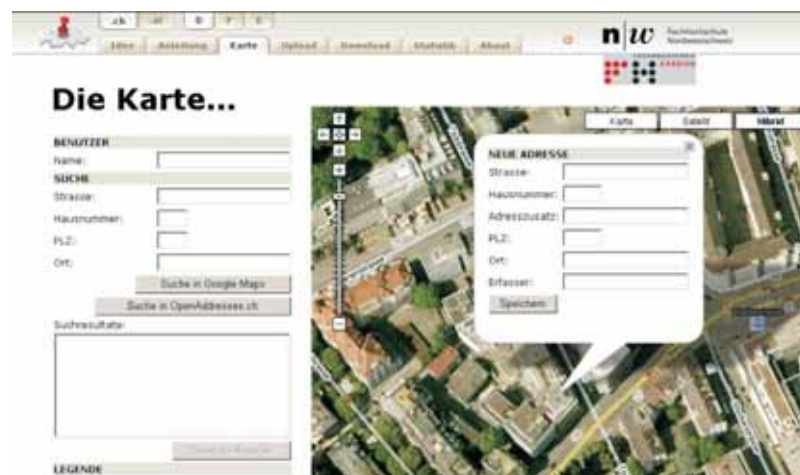 .ch
D F E
Idee Anleitung Karte Upload Download Statistik About
n|w Fachhochschule
Nordwestschweiz
Die Karte...
BENUTZER
Name:
SUCHE
Strasse:
Hausnummer:
PLZ:
Ort:
Suche in Google Maps
Suche in OpenAddresses.ch
Suchresultate:
LEGENDE
Karte Satellit Hybrid
NEUE ADRESSE
Strasse:
Hausnummer:
Adresszusatz:
PLZ:
Ort:
Erfasser:
Speichern